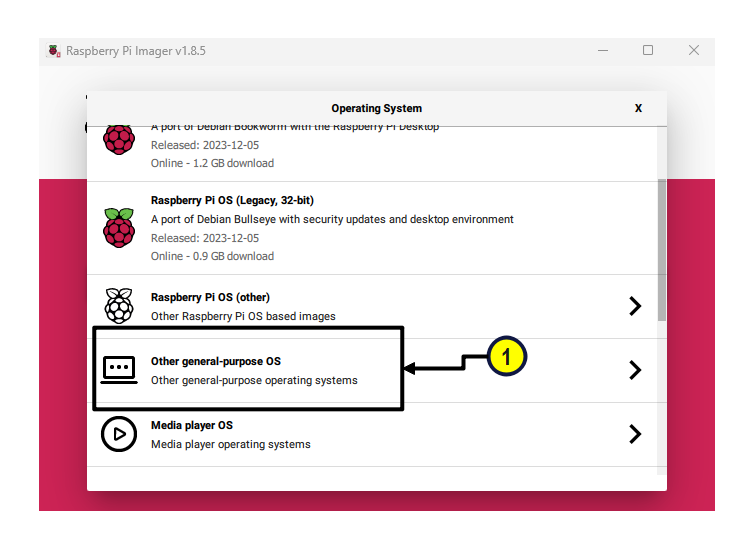 Raspberry Pi Imager v1.8.5
Operating System
X
A port of Debian Bookworm with the Raspberry Pi Desktop
Released: 2023-12-05
Online - 1.2 GB download
Raspberry Pi OS (Legacy, 32-bit)
A port of Debian Bullseye with security updates and desktop environment
Released: 2023-12-05
Online - 0.9 GB download
Raspberry Pi OS (other)
Other Raspberry Pi OS based images
Other general-purpose OS
Other general-purpose operating systems
1
Media player OS
Media player operating systems